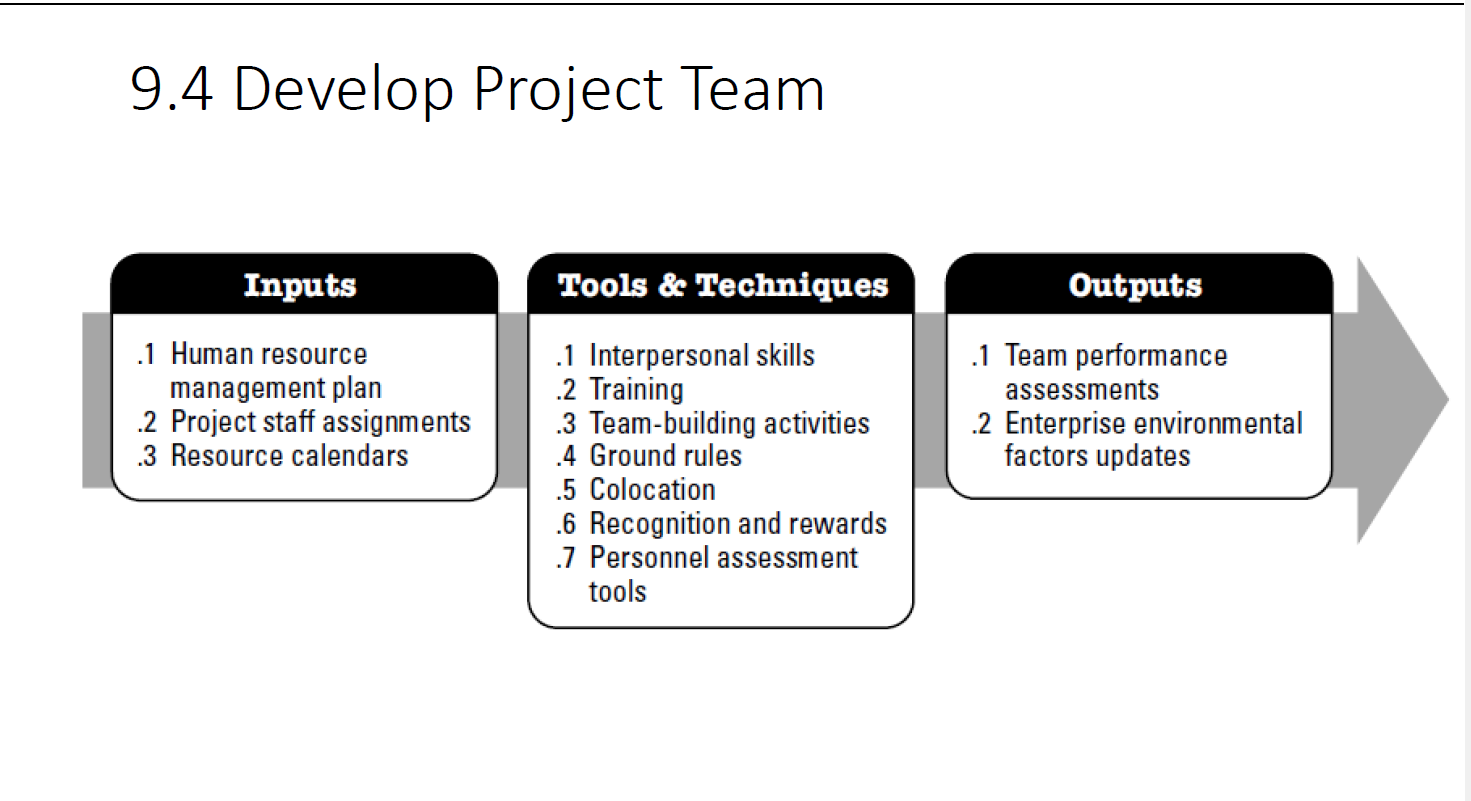 9.4 Develop Project Team
Inputs
.1 Human resource
management plan
.2 Project staff assignments
.3 Resource calendars
Tools & Techniques
.1 Interpersonal skills
.2 Training
.3 Team-building activities
.4 Ground rules
.5 Colocation
.6 Recognition and rewards
.7 Personnel assessment
tools
Outputs
.1 Team performance
assessments
.2 Enterprise environmental
factors updates